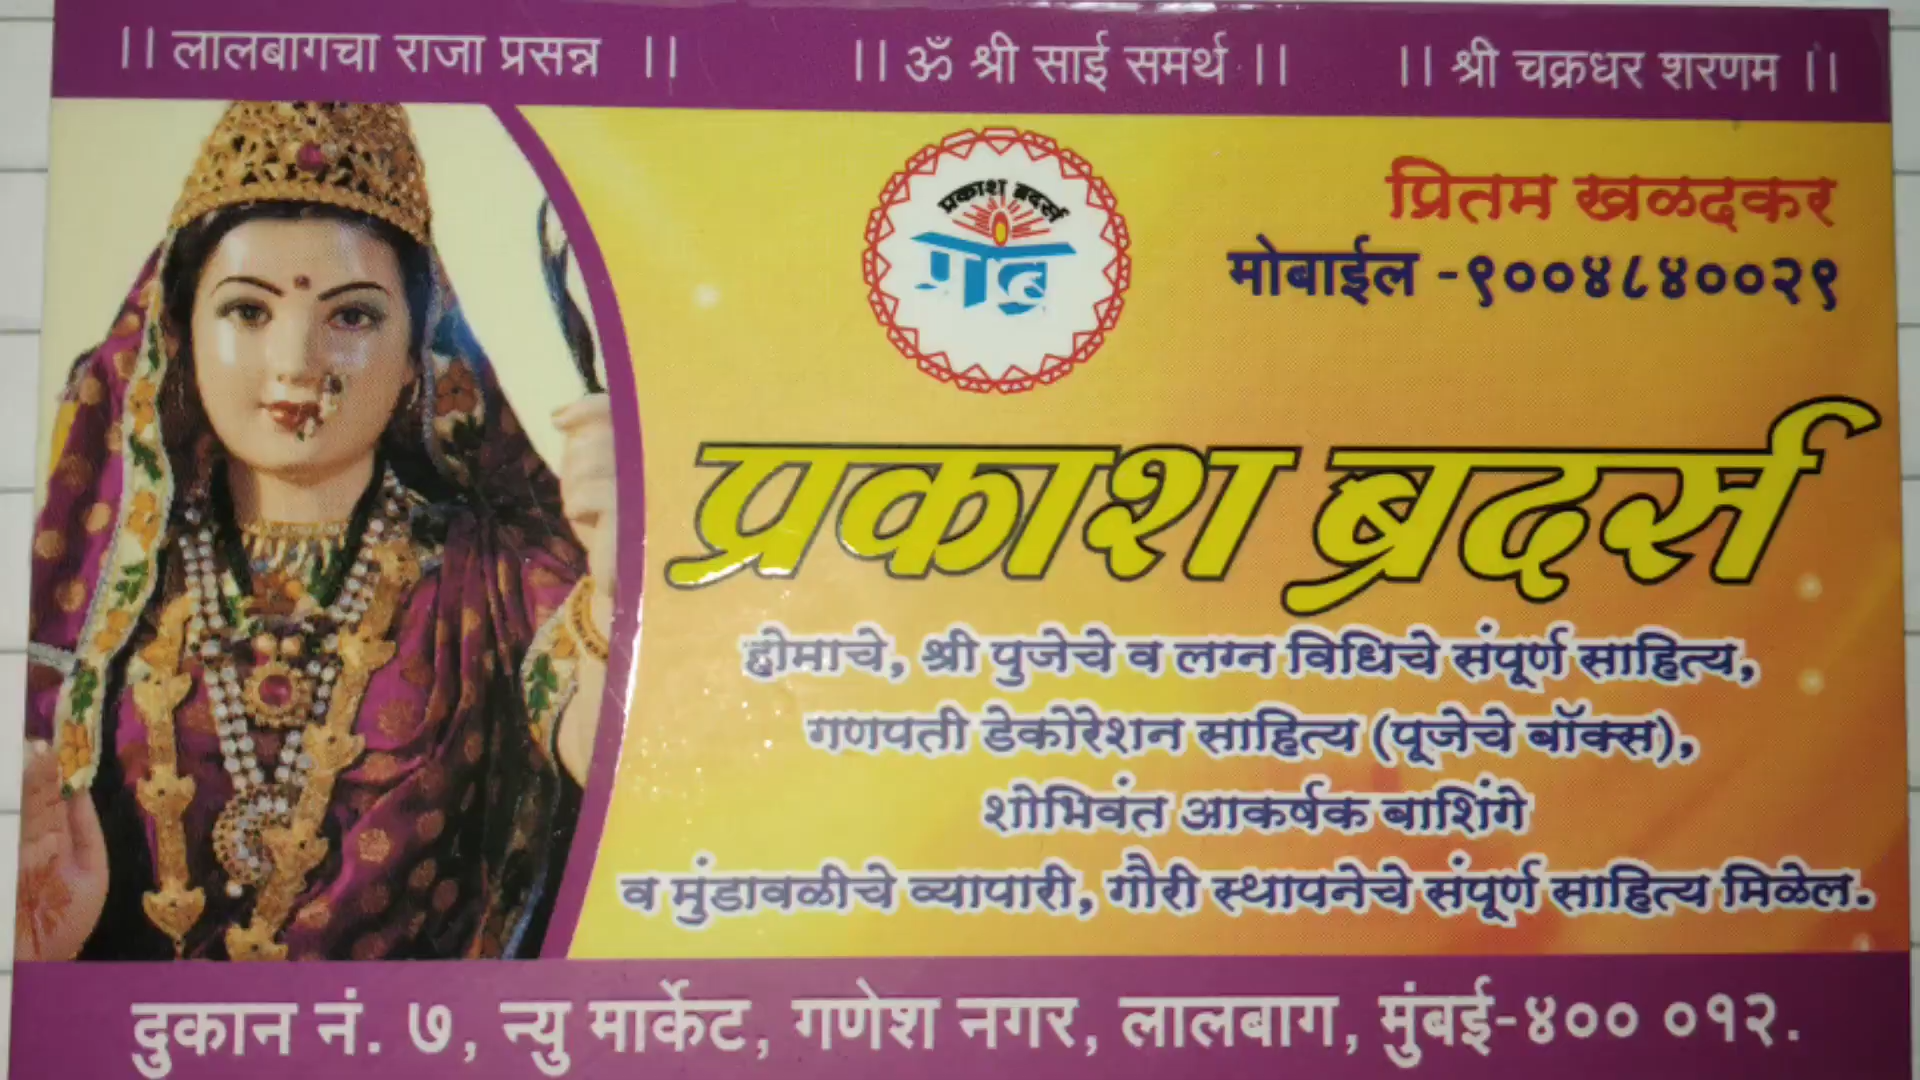 ।। लालबागचा राजा प्रसन्न ।। ।। ॐ श्री साई समर्थ ।। ।। श्री चक्रधर शरणम ।।
प्रकाश ब्रदर्स
प्रितम खळदकर
मोबाईल -९००४८४००२९
प्रकाश ब्रदर्स
होमाचे, श्री पुजेचे व लग्न विधिचे संपूर्ण साहित्य,
गणपती डेकोरेशन साहित्य (पूजेचे बॉक्स),
शोभिवंत आकर्षक बाशिंगे
व मुंडावळीचे व्यापारी, गौरी स्थापनेचे संपूर्ण साहित्य मिळेल.
दुकान नं. ७, न्यु मार्केट, गणेश नगर, लालबाग, मुंबई-४०० ०१२.